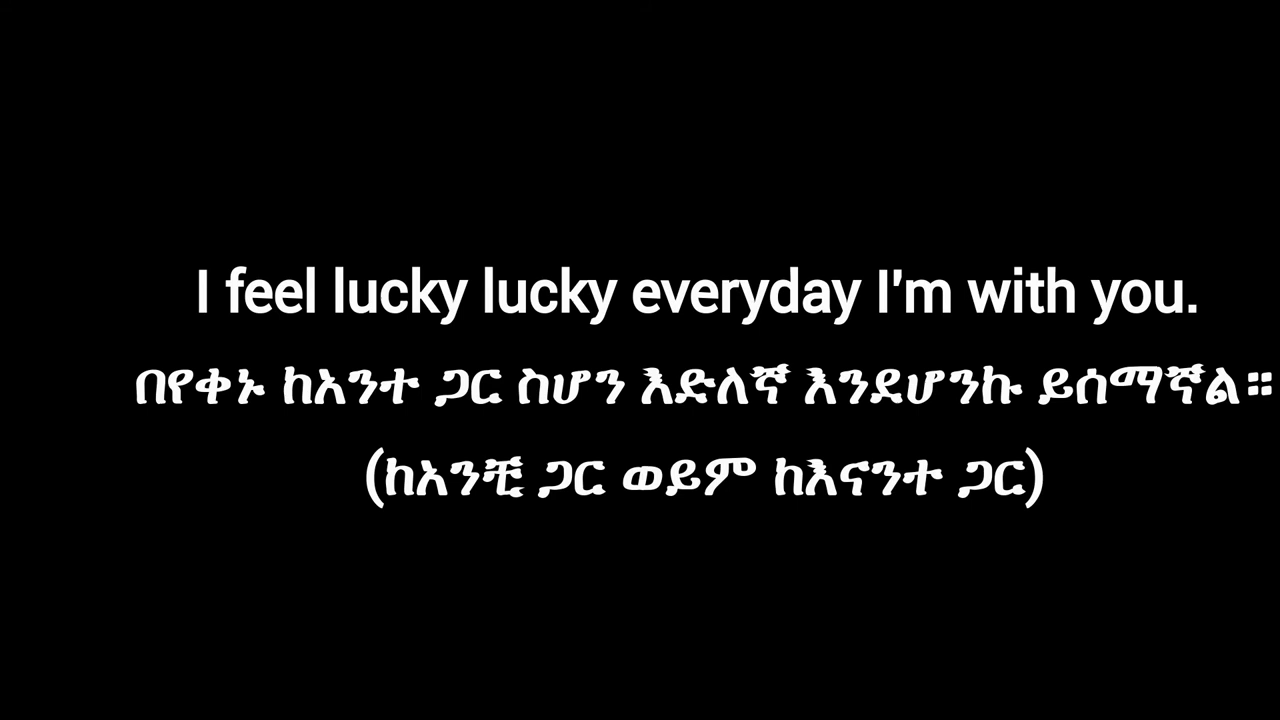 I feel lucky lucky everyday I'm with you.
በየቀኑ ከአንተ ጋር ስሆን እድለኛ እንደሆንኩ ይሰማኛል።
(ከአንቺ ጋር ወይም ከእናንተ ጋር)